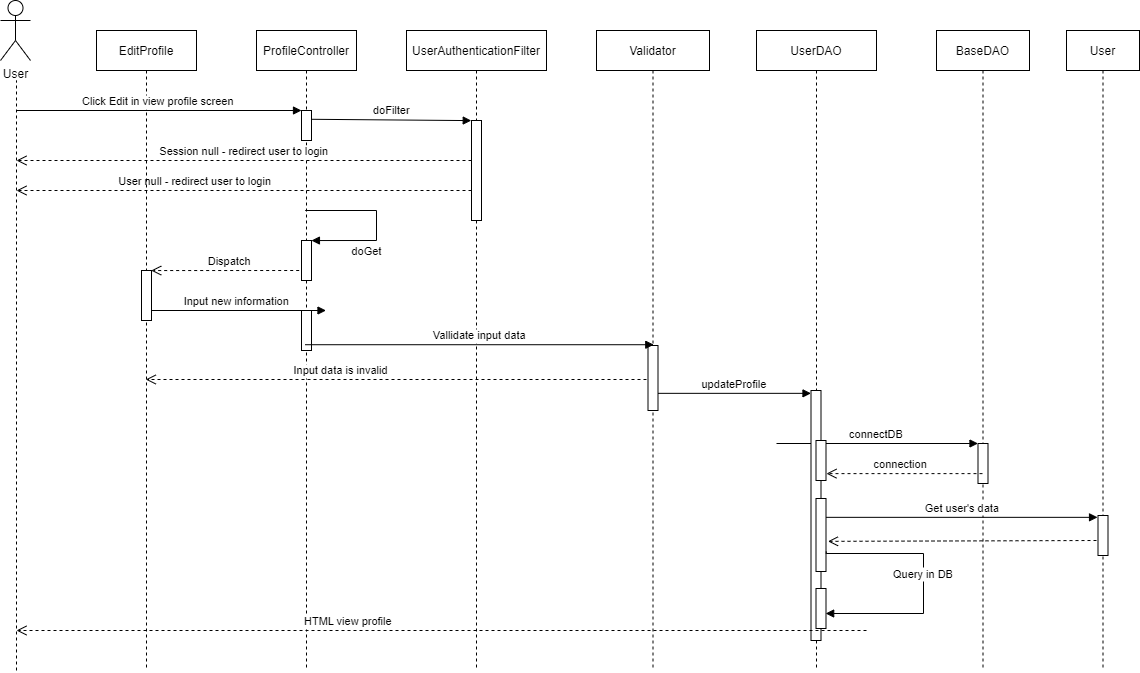 User
EditProfile
ProfileController
UserAuthenticationFilter
Validator
UserDAO
BaseDAO
User
Click Edit in view profile screen
doFilter
Session null - redirect user to login
User null - redirect user to login
doGet
Dispatch
Input new information
Vallidate input data
Input data is invalid
updateProfile
connectDB
connection
Get user's data
Query in DB
HTML view profile